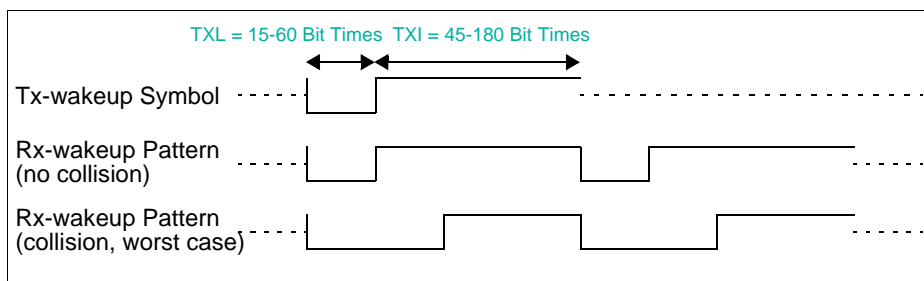 TXL = 15-60 Bit Times TXI = 45-180 Bit Times
Tx-wakeup Symbol
Rx-wakeup Pattern
(no collision)
Rx-wakeup Pattern
(collision, worst case)